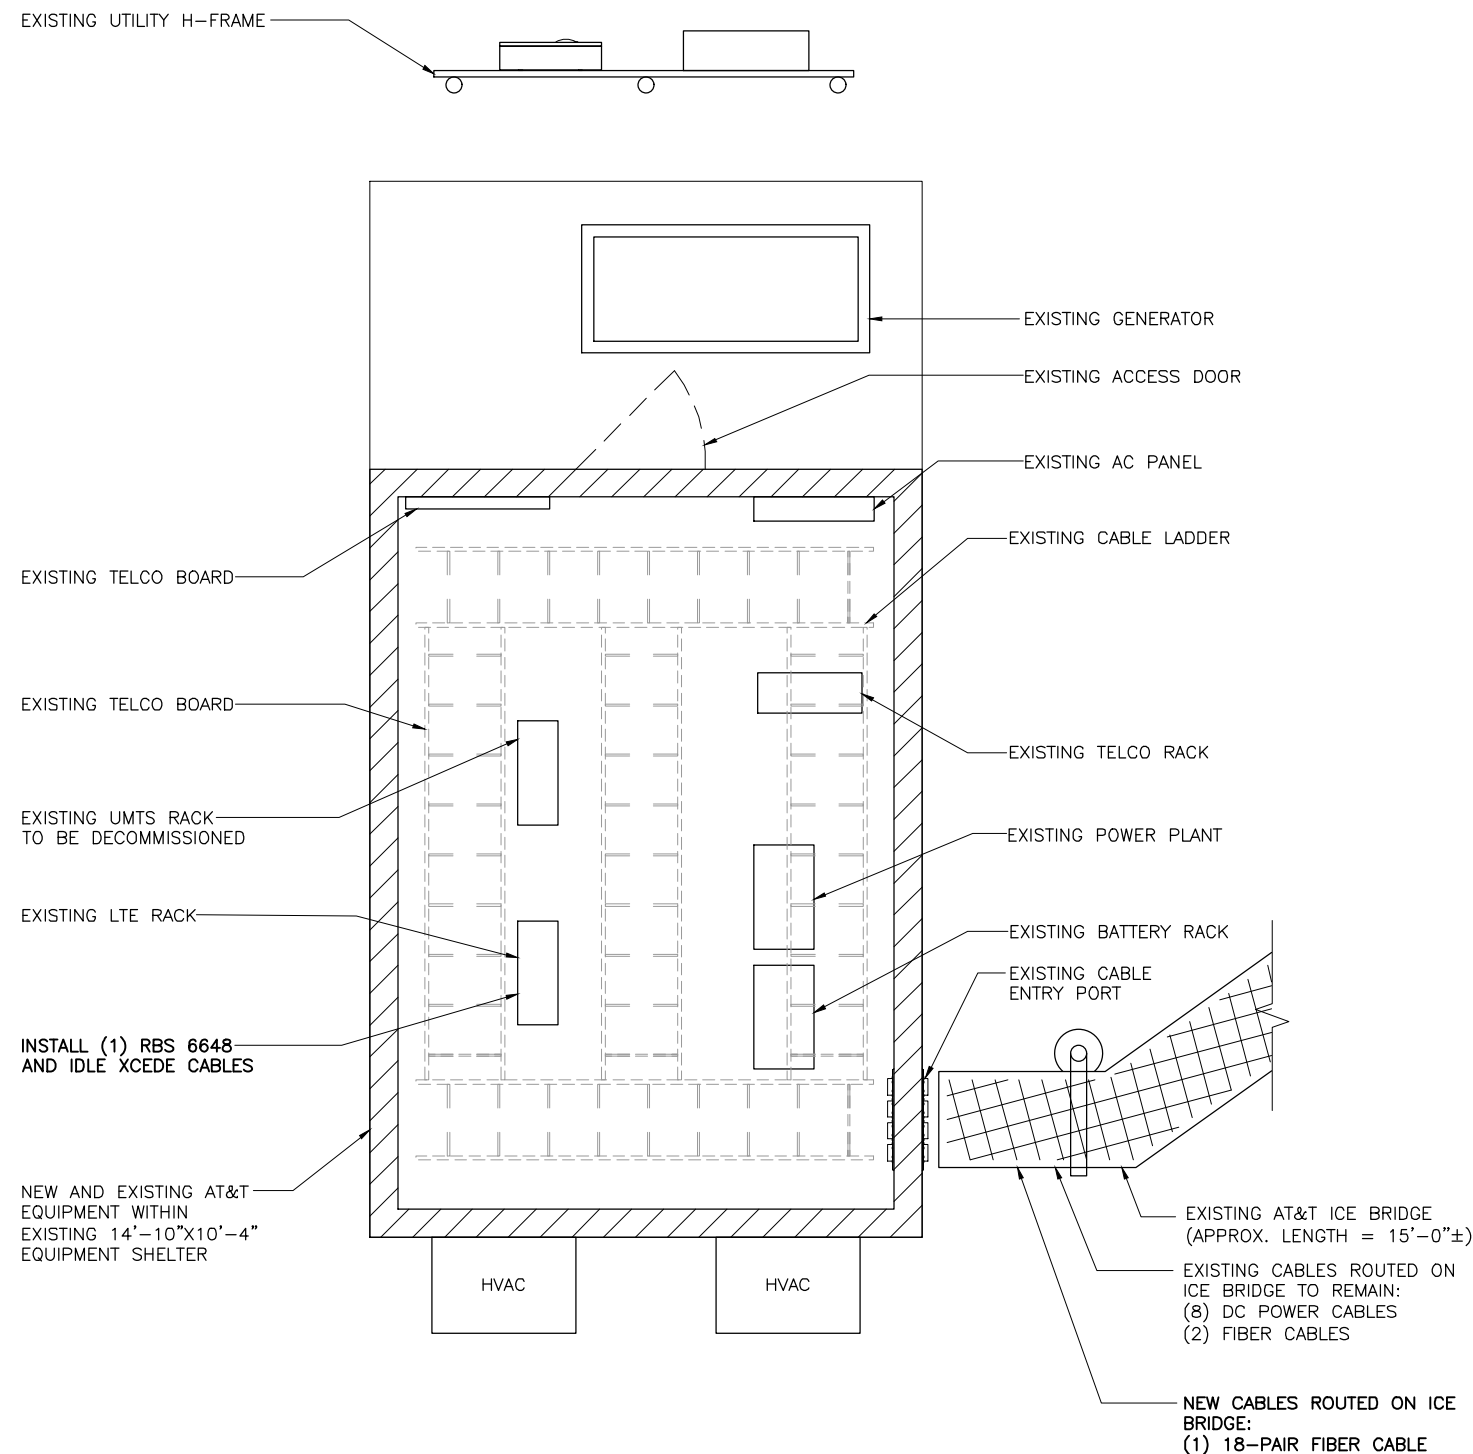 EXISTING UTILITY H-FRAME
EXISTING GENERATOR
EXISTING ACCESS DOOR
EXISTING AC PANEL
EXISTING CABLE LADDER
EXISTING TELCO BOARD
EXISTING TELCO BOARD
EXISTING TELCO RACK
EXISTING UMTS RACK
TO BE DECOMMISSIONED
EXISTING POWER PLANT
EXISTING LTE RACK
EXISTING BATTERY RACK
EXISTING CABLE
ENTRY PORT
INSTALL (1) RBS 6648
AND IDLE XCEDE CABLES
NEW AND EXISTING AT&T
EQUIPMENT WITHIN
EXISTING 14'-10"X10'-4"
EQUIPMENT SHELTER
HVAC
HVAC
EXISTING AT&T ICE BRIDGE
(APPROX. LENGTH = 15'-0"±)
EXISTING CABLES ROUTED ON
ICE BRIDGE TO REMAIN:
(8) DC POWER CABLES
(2) FIBER CABLES
NEW CABLES ROUTED ON ICE
BRIDGE:
(1) 18-PAIR FIBER CABLE